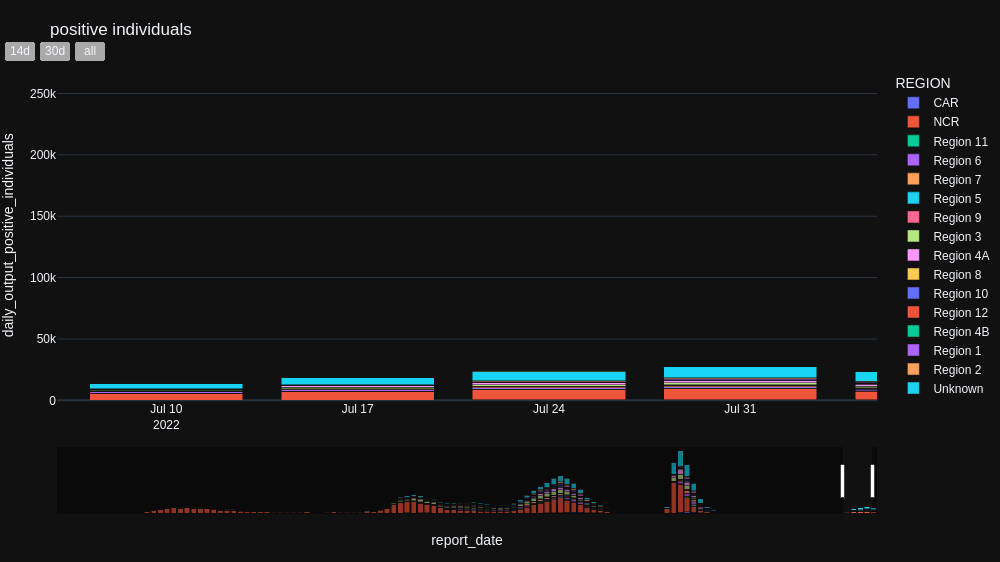 positive individuals
14d 30d all
daily_output_positive_individuals
250k
200k
150k
100k
50k
0
Jul 10 Jul 17 Jul 24 Jul 31
2022
report_date
REGION
CAR
NCR
Region 11
Region 6
Region 7
Region 5
Region 9
Region 3
Region 4A
Region 8
Region 10
Region 12
Region 4B
Region 1
Region 2
Unknown